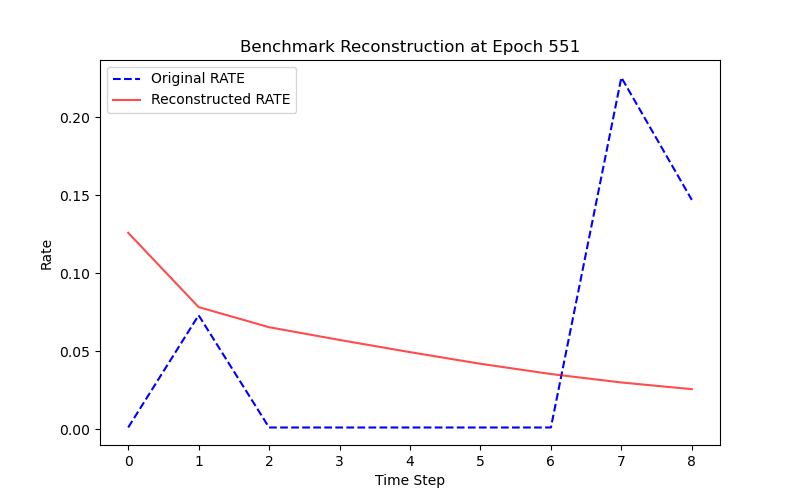 Benchmark Reconstruction at Epoch 551
Original RATE
Reconstructed RATE
0.20
0.15
0.10
0.05
0.00
Rate
0 1 2 3 4 5 6 7 8
Time Step